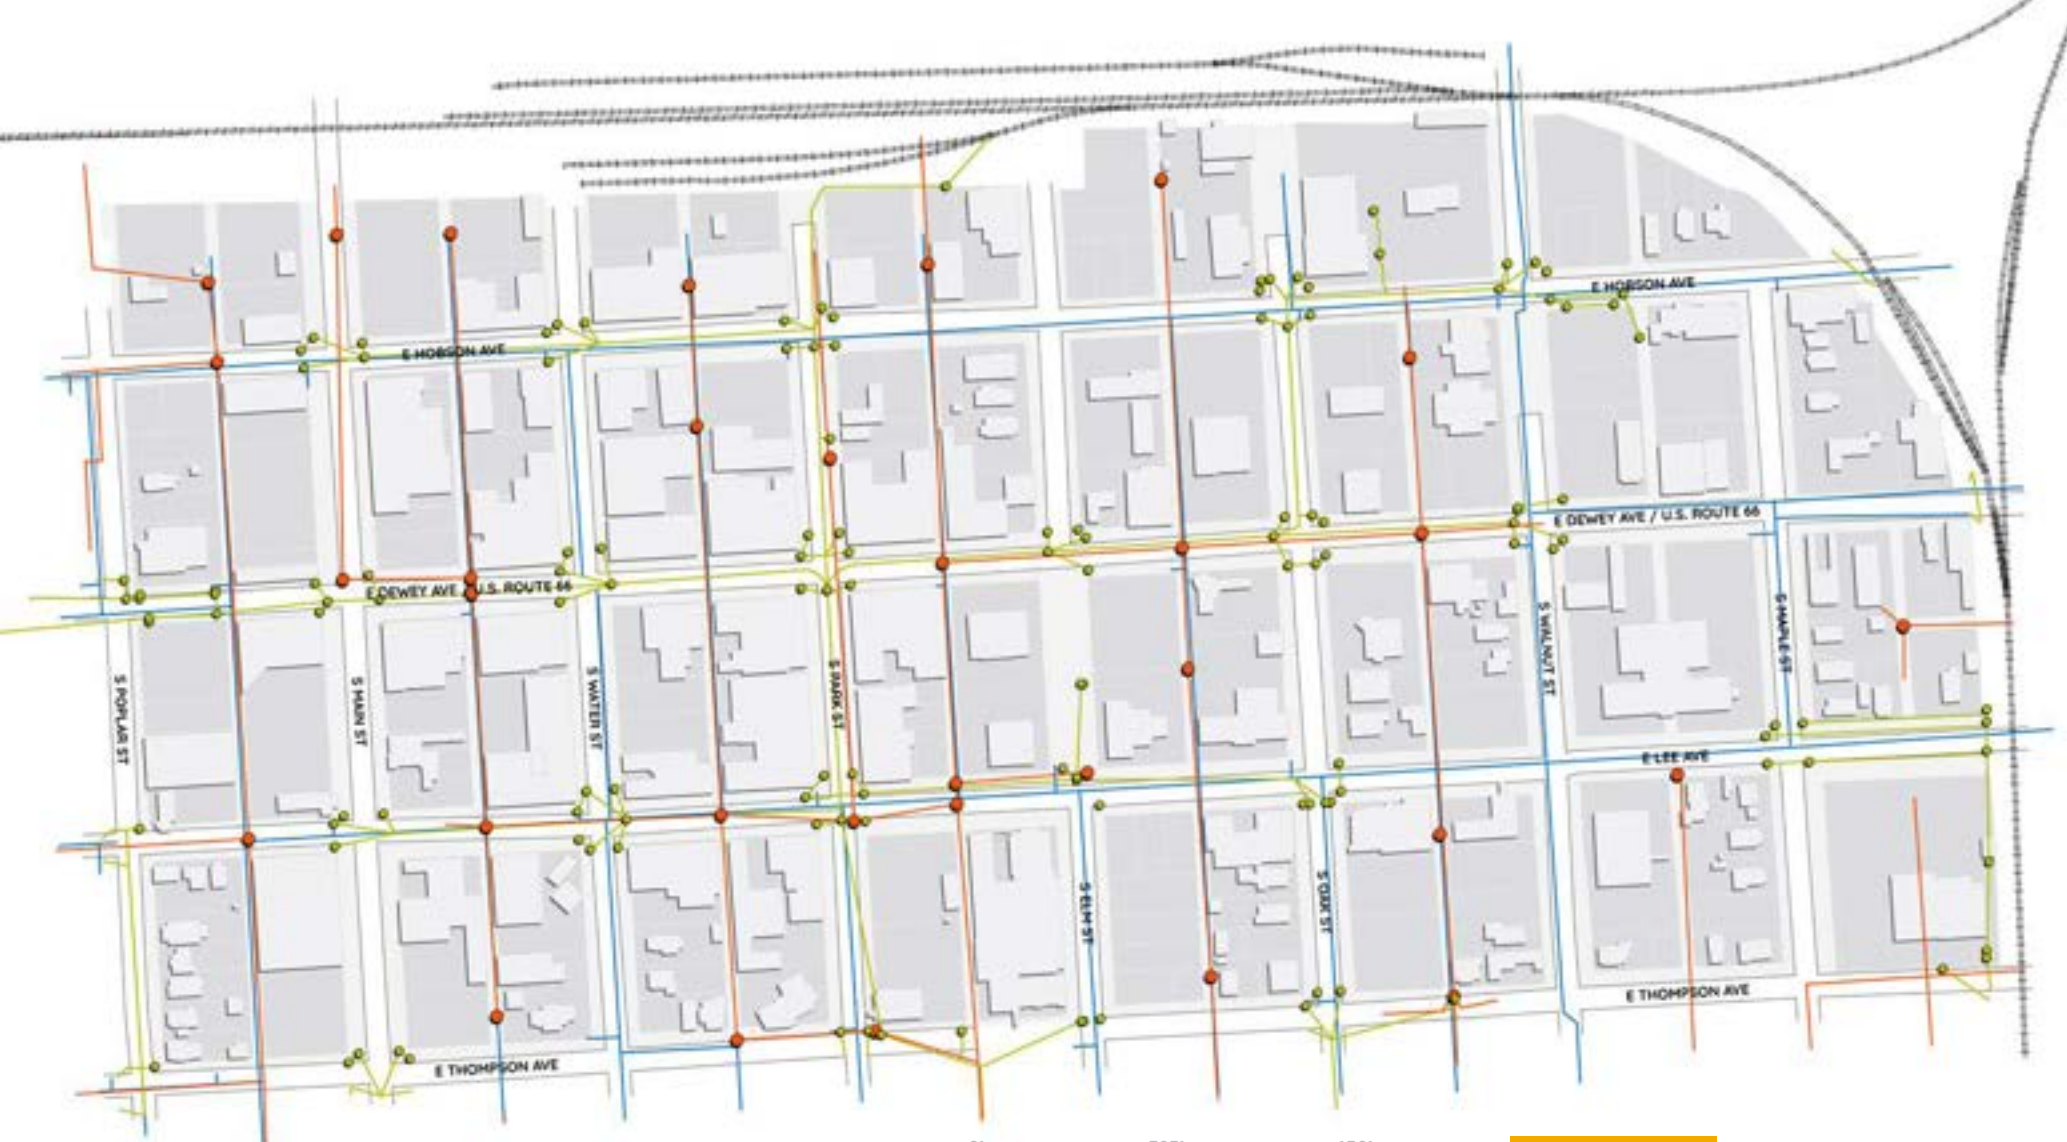 E HOBSON AVE
E HOBSON AVE
E DEWEY AVE / U.S. ROUTE 66
E DEWEY AVE / U.S. ROUTE 66
S POPLAR ST
S MAIN ST
S WATER ST
S PARK ST
S WALNUT ST
S MAPLE ST
E LEE AVE
S ELM ST
S OAK ST
E THOMPSON AVE
E THOMPSON AVE